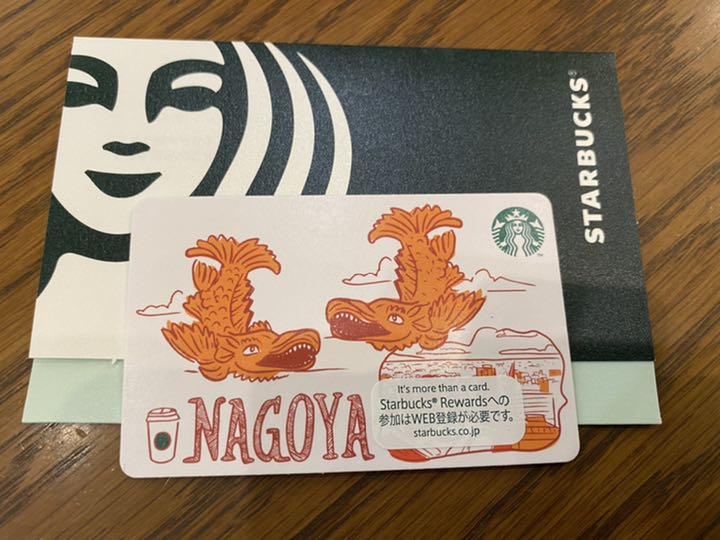 STARBUCKS®
NAGOYA
It's more than a card.
Starbucks® Rewardsへの
参加はWEB登録が必要です。
starbucks.co.jp